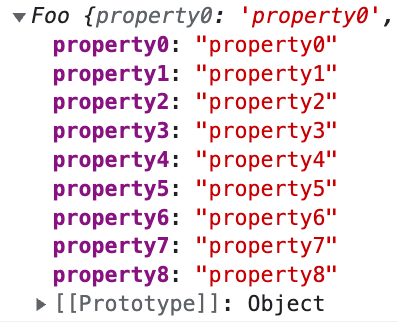 ▼Foo {property0: 'property0',
property0: "property0"
property1: "property1"
property2: "property2"
property3: "property3"
property4: "property4"
property5: "property5"
property6: "property6"
property7: "property7"
property8: "property8"
▶[[Prototype]]: Object